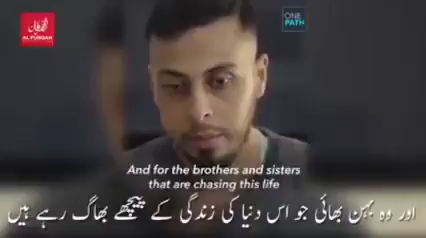 الفرقان
AL FURQAN
ONE
PATH
And for the brothers and sisters
that are chasing this life
اور وہ بہن بھائی جو اس دنیا کی زندگی کے پیچھے بھاگ رہے ہیں